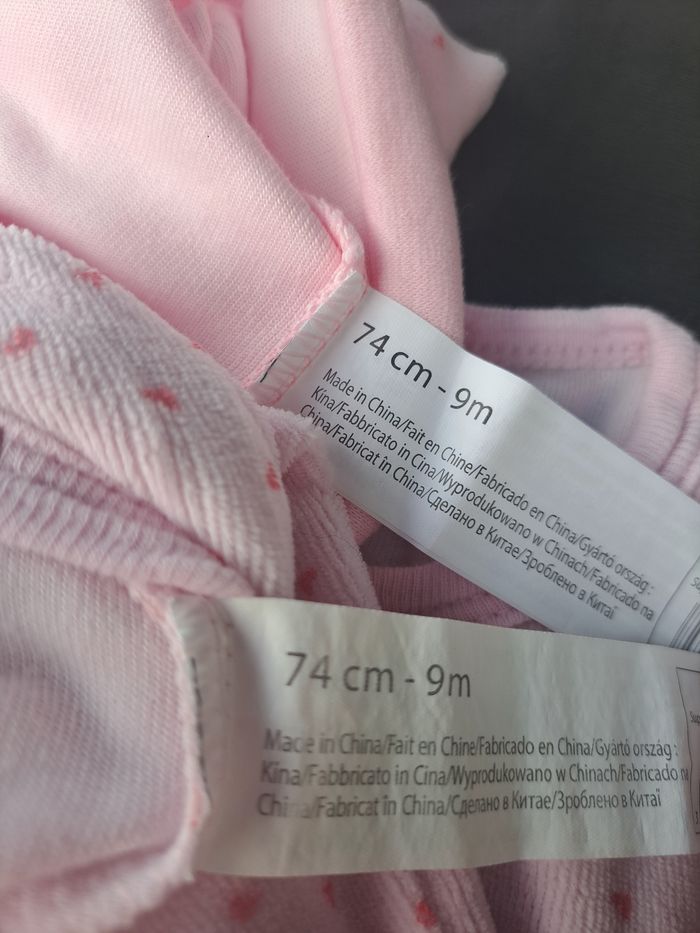 74 cm - 9m
Made in China/Fait en Chine/Fabricado en China/Gyártó ország :
Kína/Fabbricato in Cina/Wyprodukowano w Chinach/Fabricado na
China/Fabricat în China/Сделано в Китае/Зроблено в Китаї
74 cm - 9m
Made in China/Fait en Chine/Fabricado en China/Gyártó ország :
Kína/Fabbricato in Cina/Wyprodukowano w Chinach/Fabricado
China/Fabricat în China/Сделано в Китае/Зроблено в Китаї